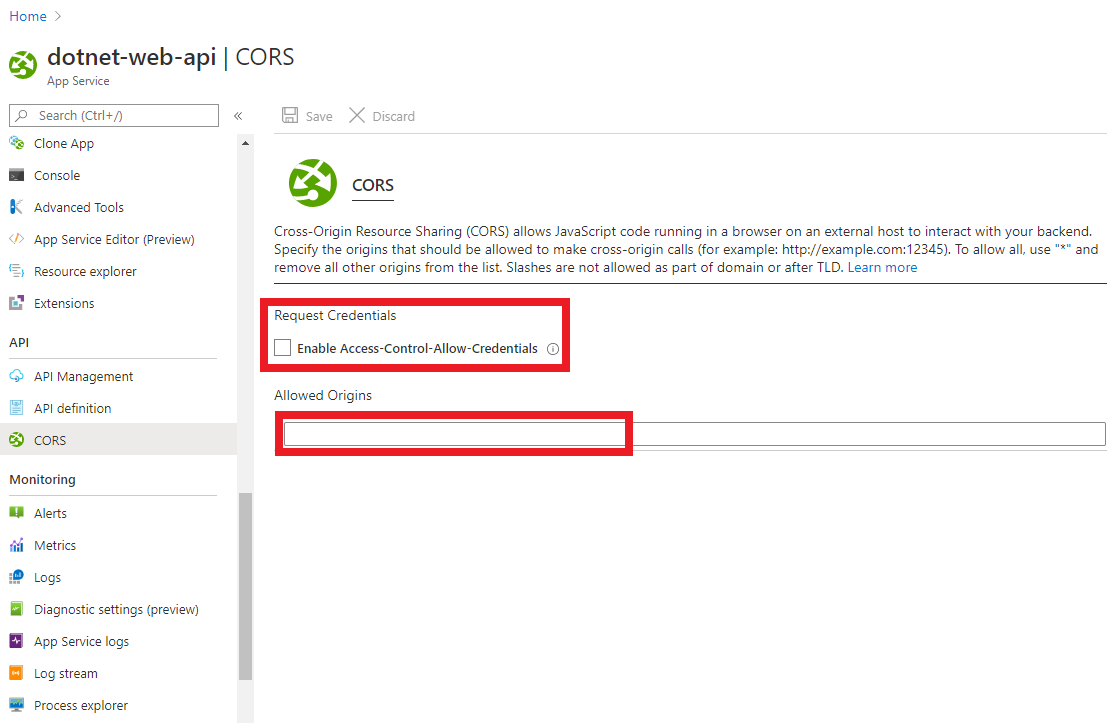 Home
dotnet-web-api | CORS
App Service
Search (Ctrl+/)
«
Clone App
Console
Advanced Tools
App Service Editor (Preview)
Resource explorer
Extensions
API
API Management
API definition
CORS
Monitoring
Alerts
Metrics
Logs
Diagnostic settings (preview)
App Service logs
Log stream
Process explorer
Save Discard
CORS
Cross-Origin Resource Sharing (CORS) allows JavaScript code running in a browser on an external host to interact with your backend.
Specify the origins that should be allowed to make cross-origin calls (for example: http://example.com:12345). To allow all, use "*" and
remove all other origins from the list. Slashes are not allowed as part of domain or after TLD. Learn more
Request Credentials
Enable Access-Control-Allow-Credentials
Allowed Origins